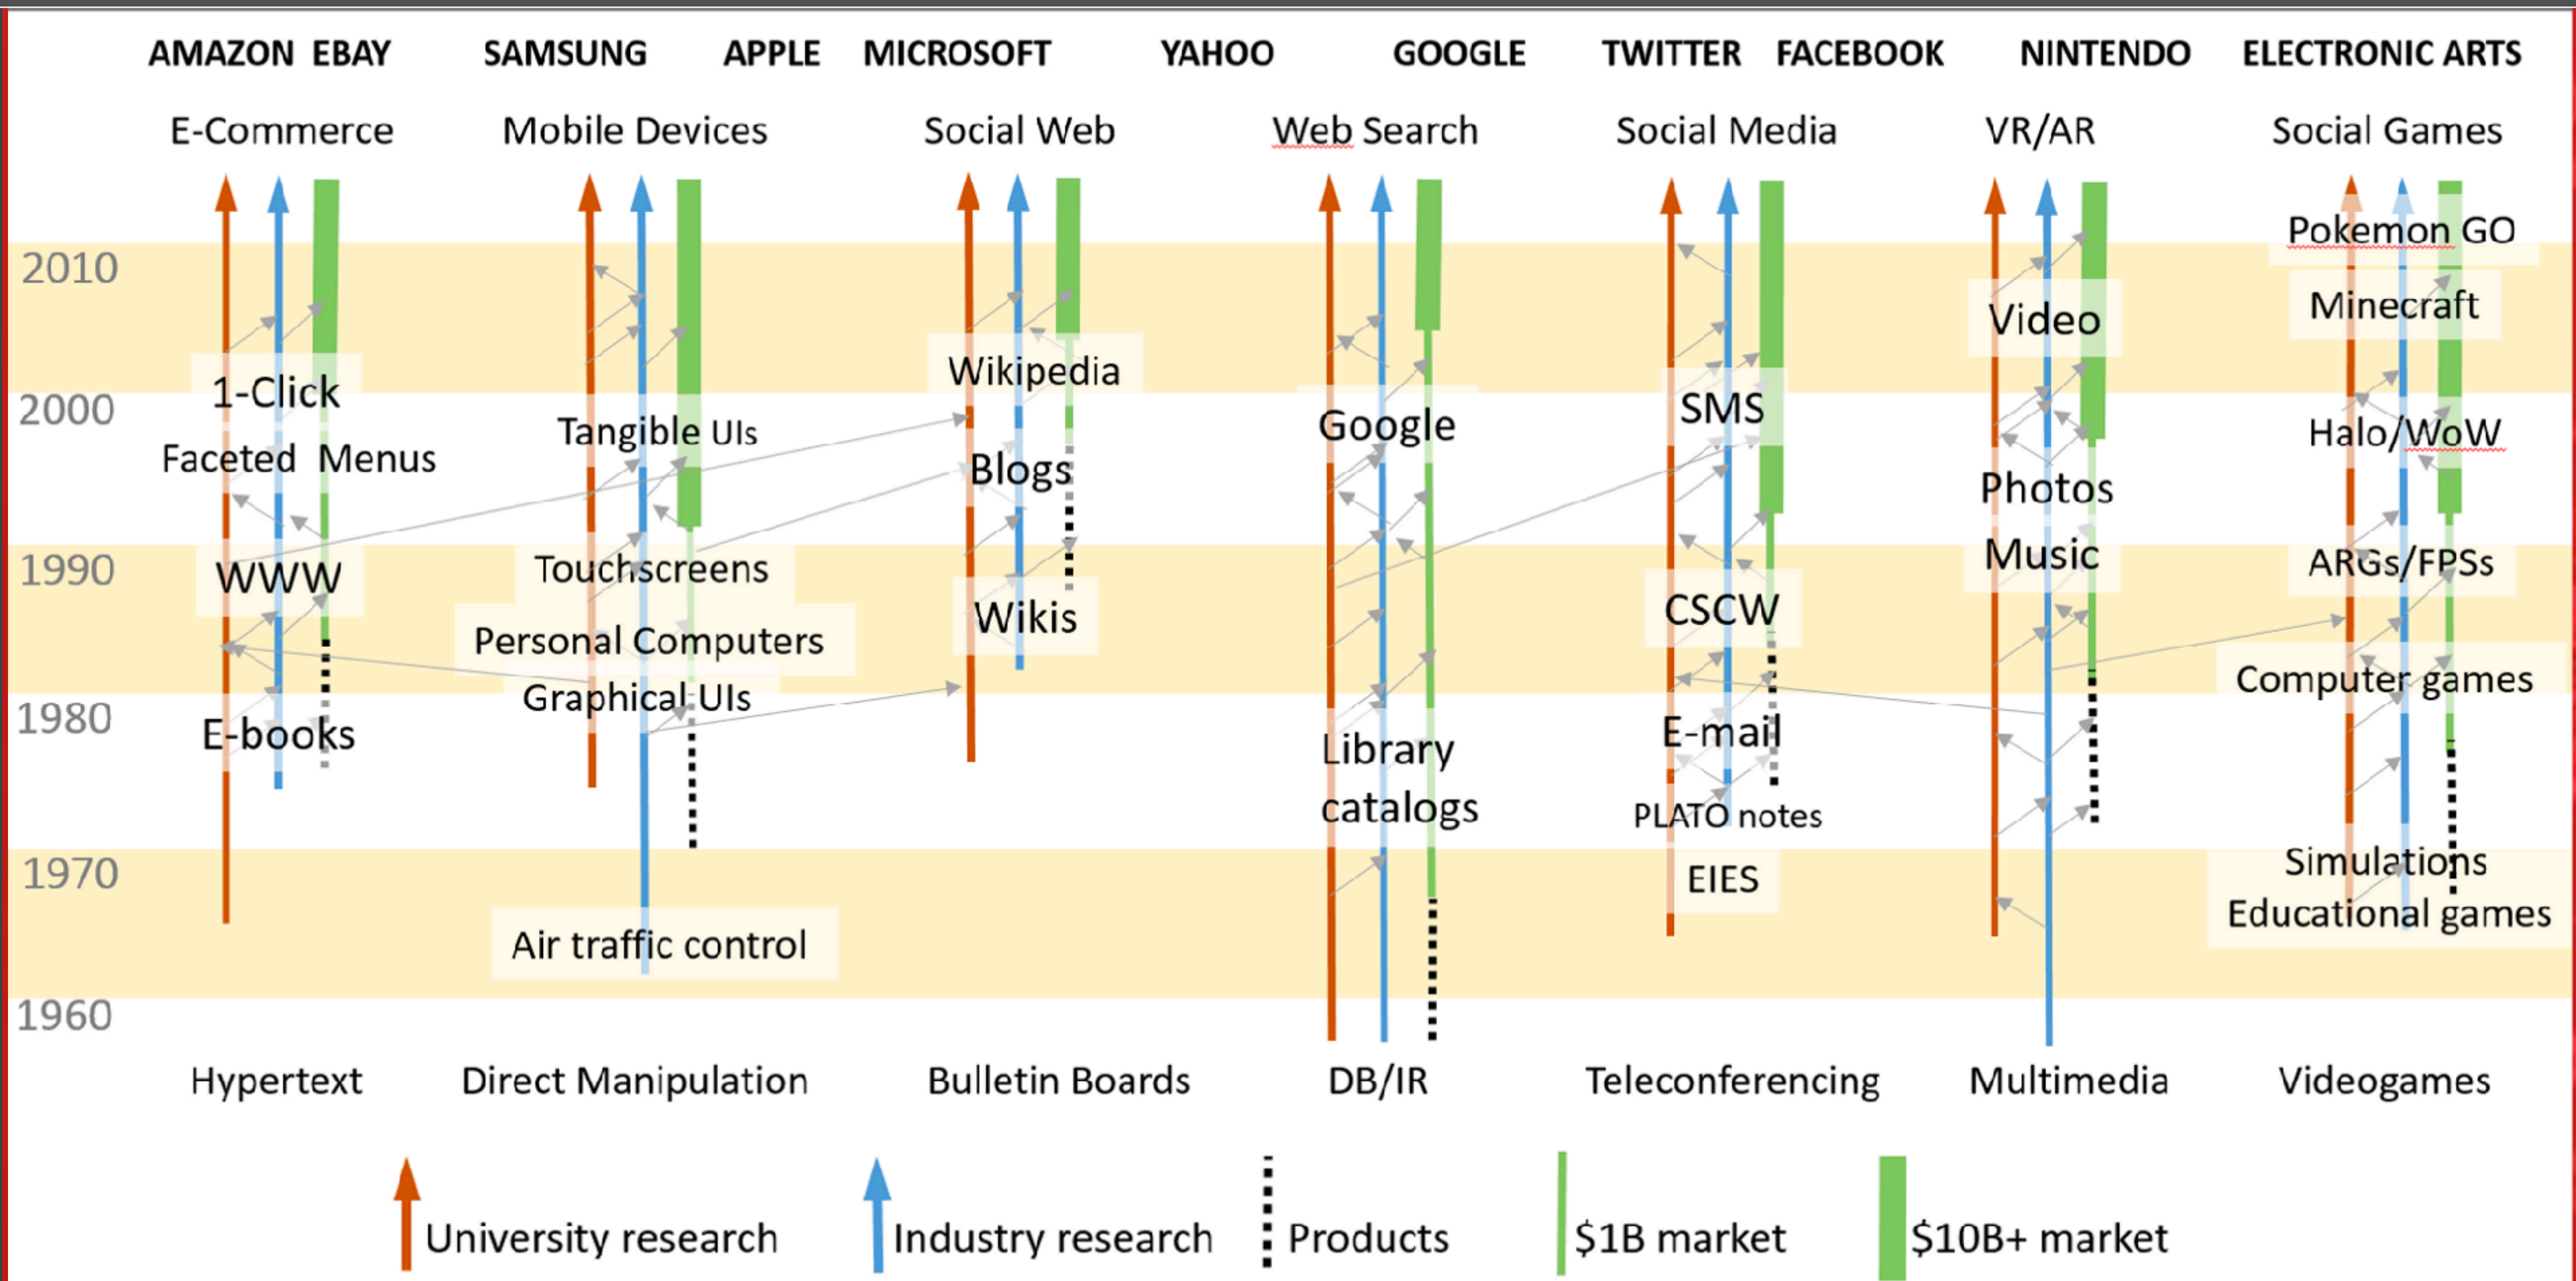 AMAZON EBAY SAMSUNG APPLE MICROSOFT YAHOO GOOGLE TWITTER FACEBOOK NINTENDO ELECTRONIC ARTS
E-Commerce Mobile Devices Social Web Web Search Social Media VR/AR Social Games
Pokemon GO
2010
Minecraft
Video
Wikipedia
1-Click
2000
SMS
Google
Tangible UIs
Halo/WoW
Faceted Menus
Blogs
Photos
Music
ARGs/FPSs
1990
Touchscreens
WWW
CSCW
Wikis
Personal Computers
Computer games
Graphical UIs
1980
E-books
E-mail
Library
catalogs
PLATO notes
Simulations
1970
EIES
Educational games
Air traffic control
1960
Hypertext Direct Manipulation Bulletin Boards DB/IR Teleconferencing Multimedia Videogames
University research Industry research Products $1B market $10B+ market